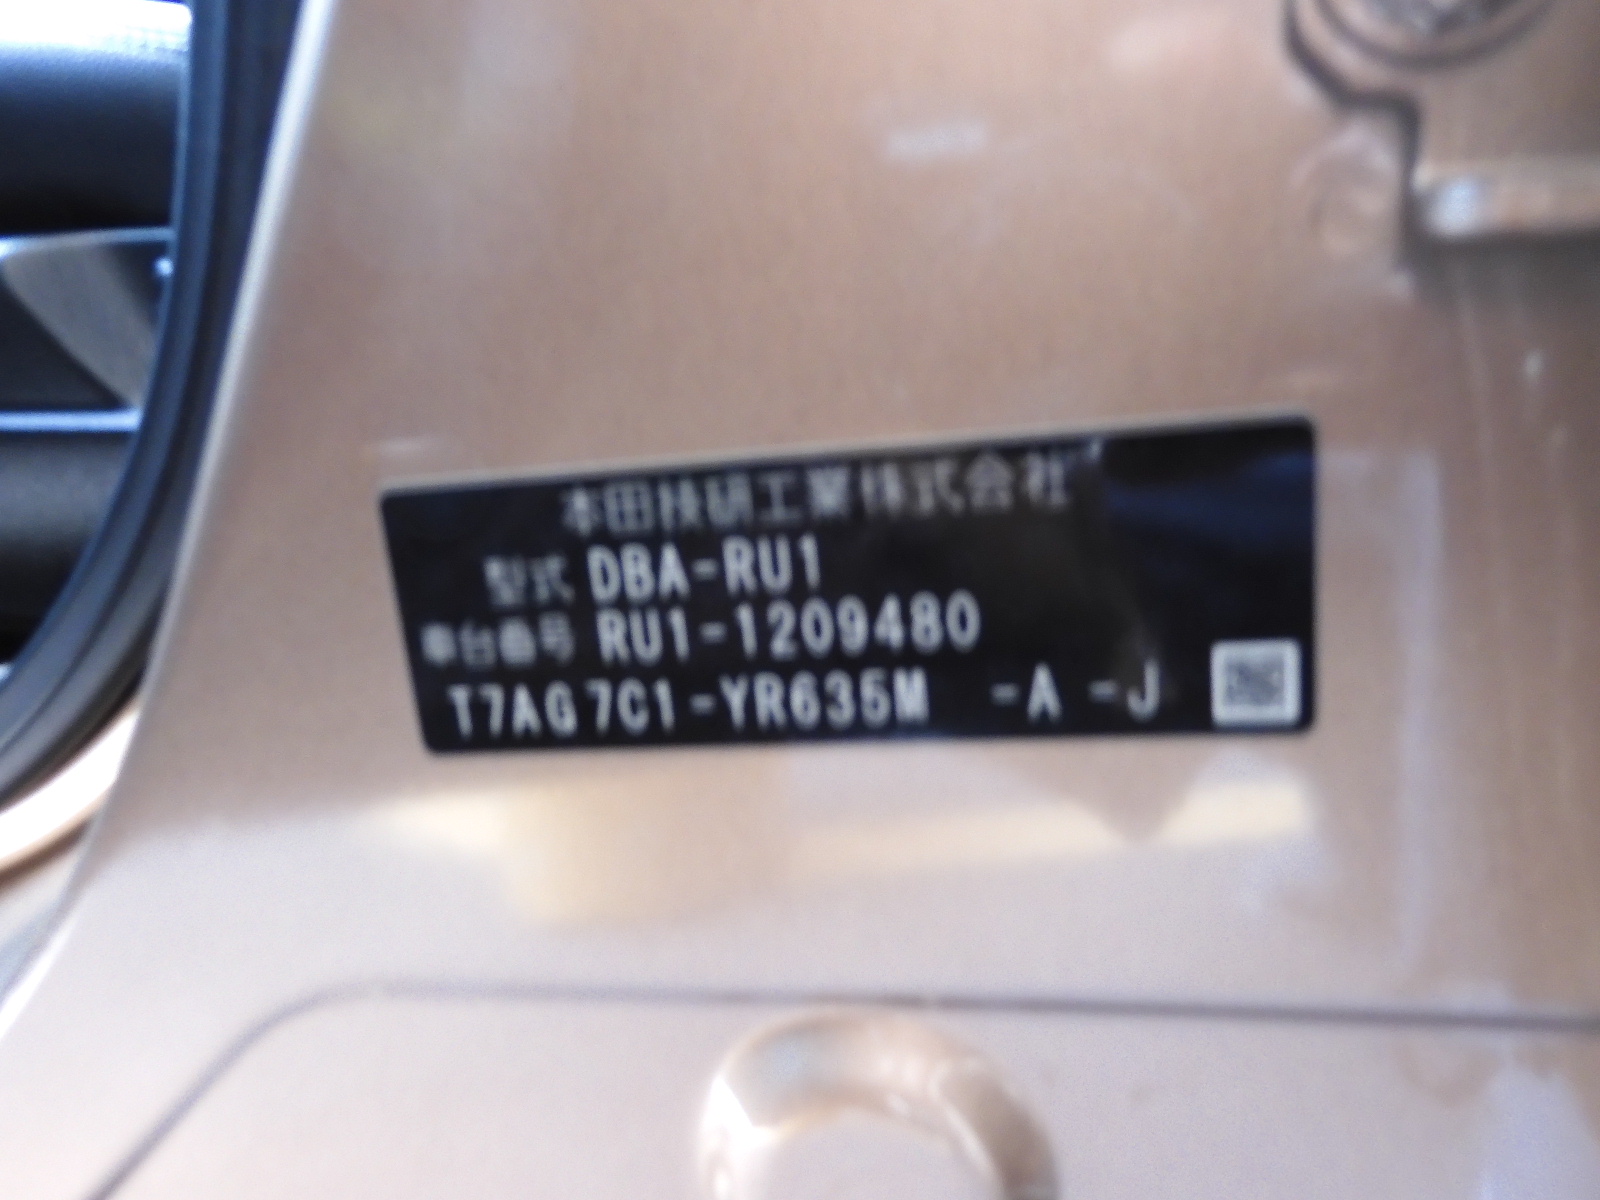 本田技研工業株式会社
型式 DBA-RU1
車台番号 RU1-1209480
T7AG7C1-YR635M -A -J